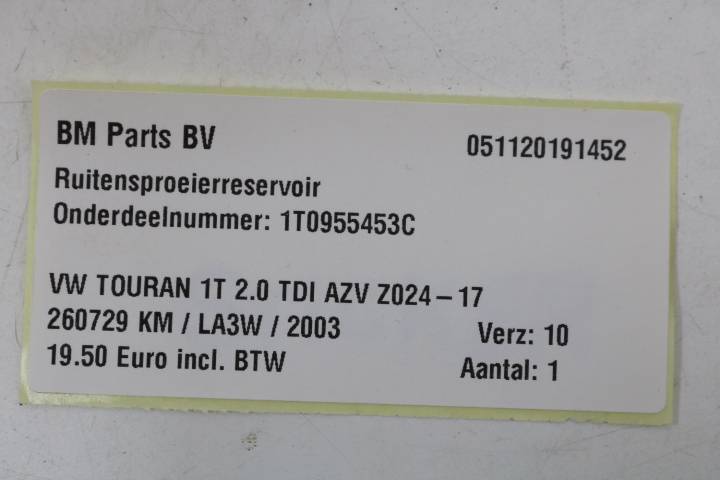 BM Parts BV 051120191452
Ruitensproeierreservoir
Onderdeelnummer: 1T0955453C
VW TOURAN 1T 2.0 TDI AZV Z024-17
260729 KM / LA3W / 2003 Verz: 10
19.50 Euro incl. BTW Aantal: 1